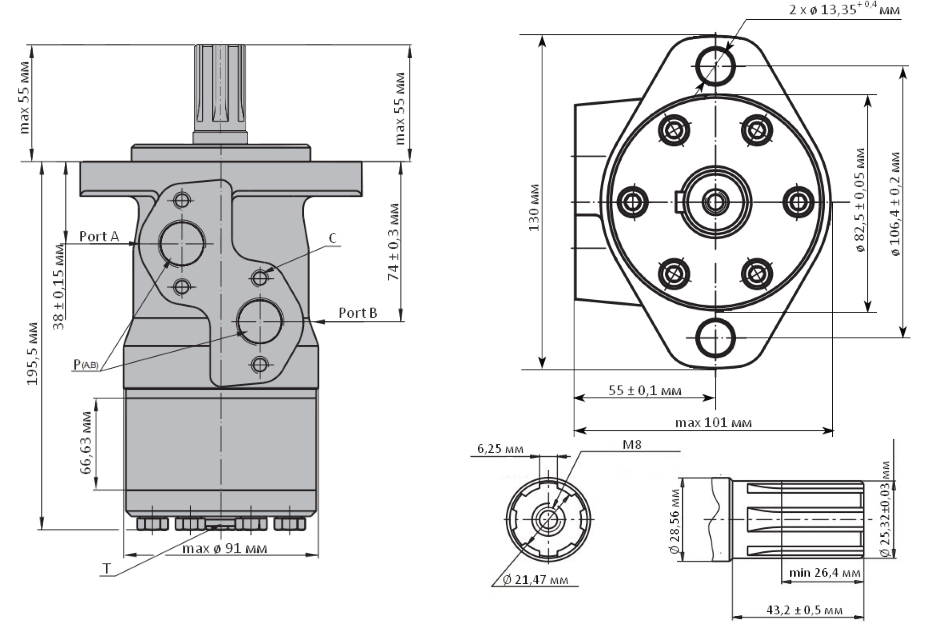 2 x ø 13,35⁺ ⁰,⁴ мм
max 55 мм
max 55 мм
Port A
38 ± 0,15 мм
C
74 ± 0,3 мм
Port B
P(A,B)
195,5 мм
66,63 мм
max ø 91 мм
T
130 мм
ø 82,5 ± 0,05 мм
ø 106,4 ± 0,2 мм
55 ± 0,1 мм
max 101 мм
6,25 мм
M8
Ø 21,47 мм
Ø 28,56 мм
Ø 25,32±0,03 мм
min 26,4 мм
43,2 ± 0,5 мм